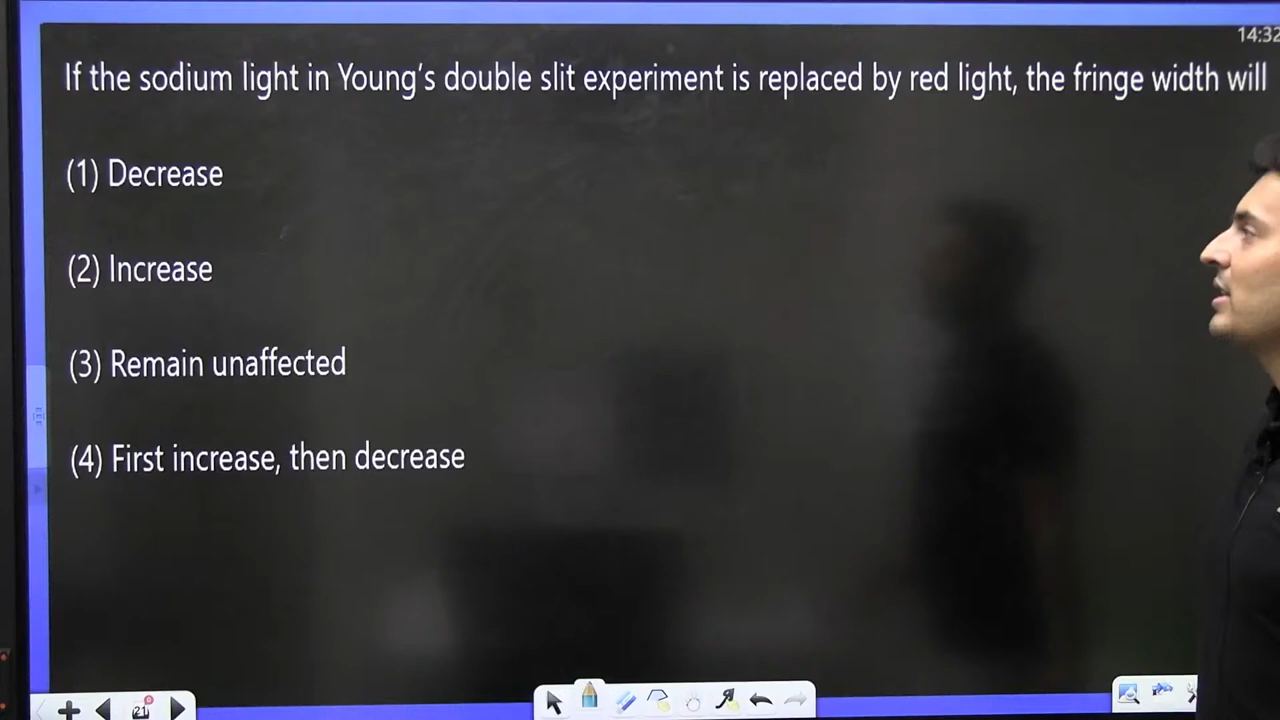 14:32
If the sodium light in Young's double slit experiment is replaced by red light, the fringe width will
(1) Decrease
(2) Increase
(3) Remain unaffected
(4) First increase, then decrease
21